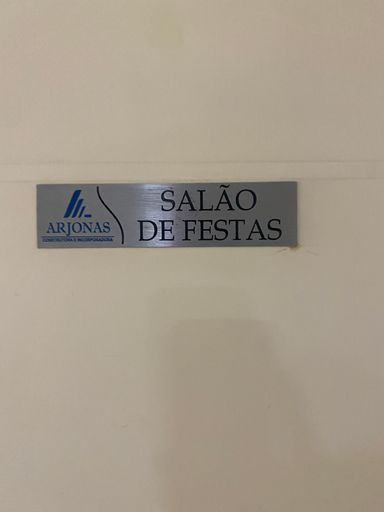 ARJONAS
CONSTRUTORA E INCORPORADORA
SALÃO
DE FESTAS